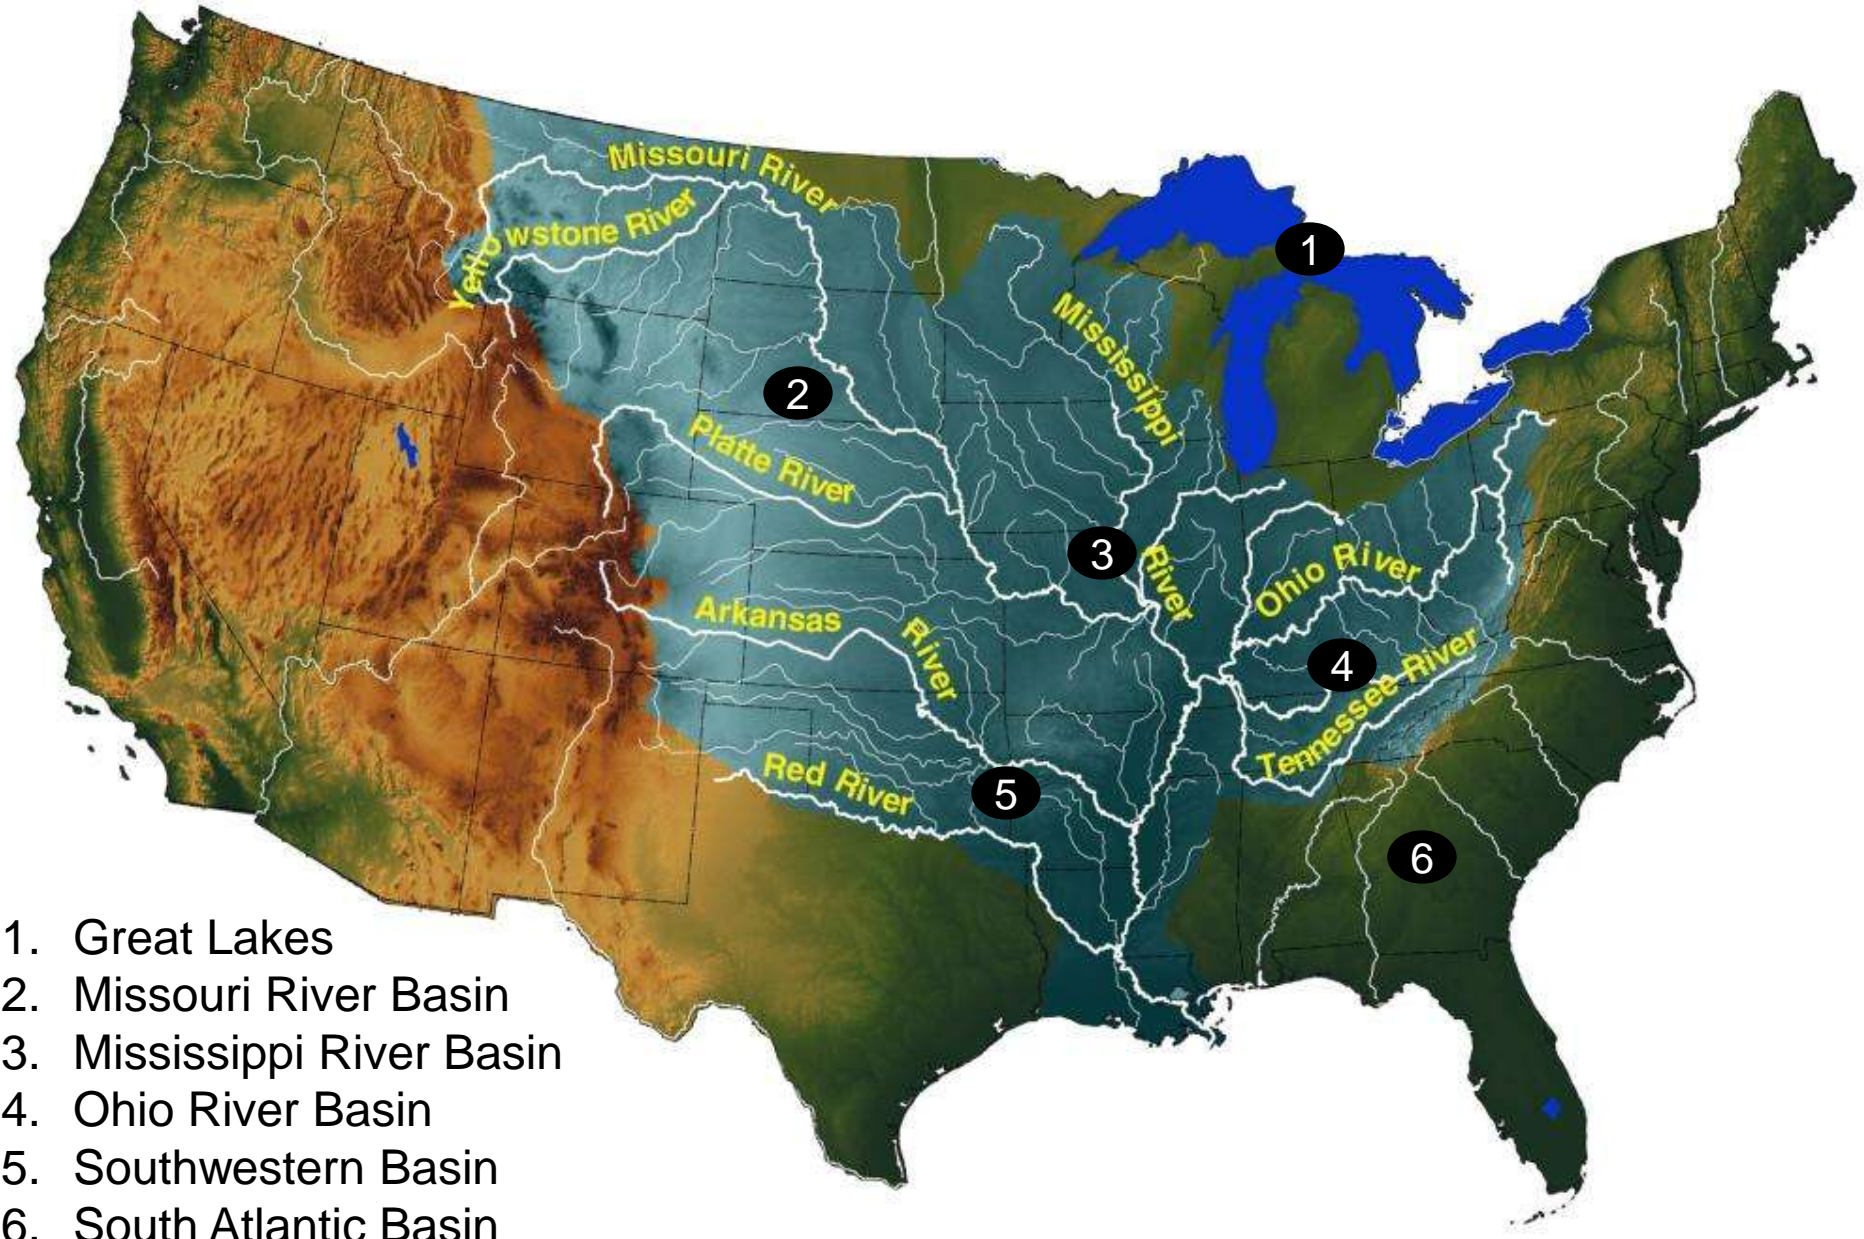 Missouri River
Yellowstone River
1
Mississippi
River
2
Platte River
3
Ohio River
Arkansas
River
4
Tennessee River
Red River
5
6
1. Great Lakes
2. Missouri River Basin
3. Mississippi River Basin
4. Ohio River Basin
5. Southwestern Basin
6. South Atlantic Basin